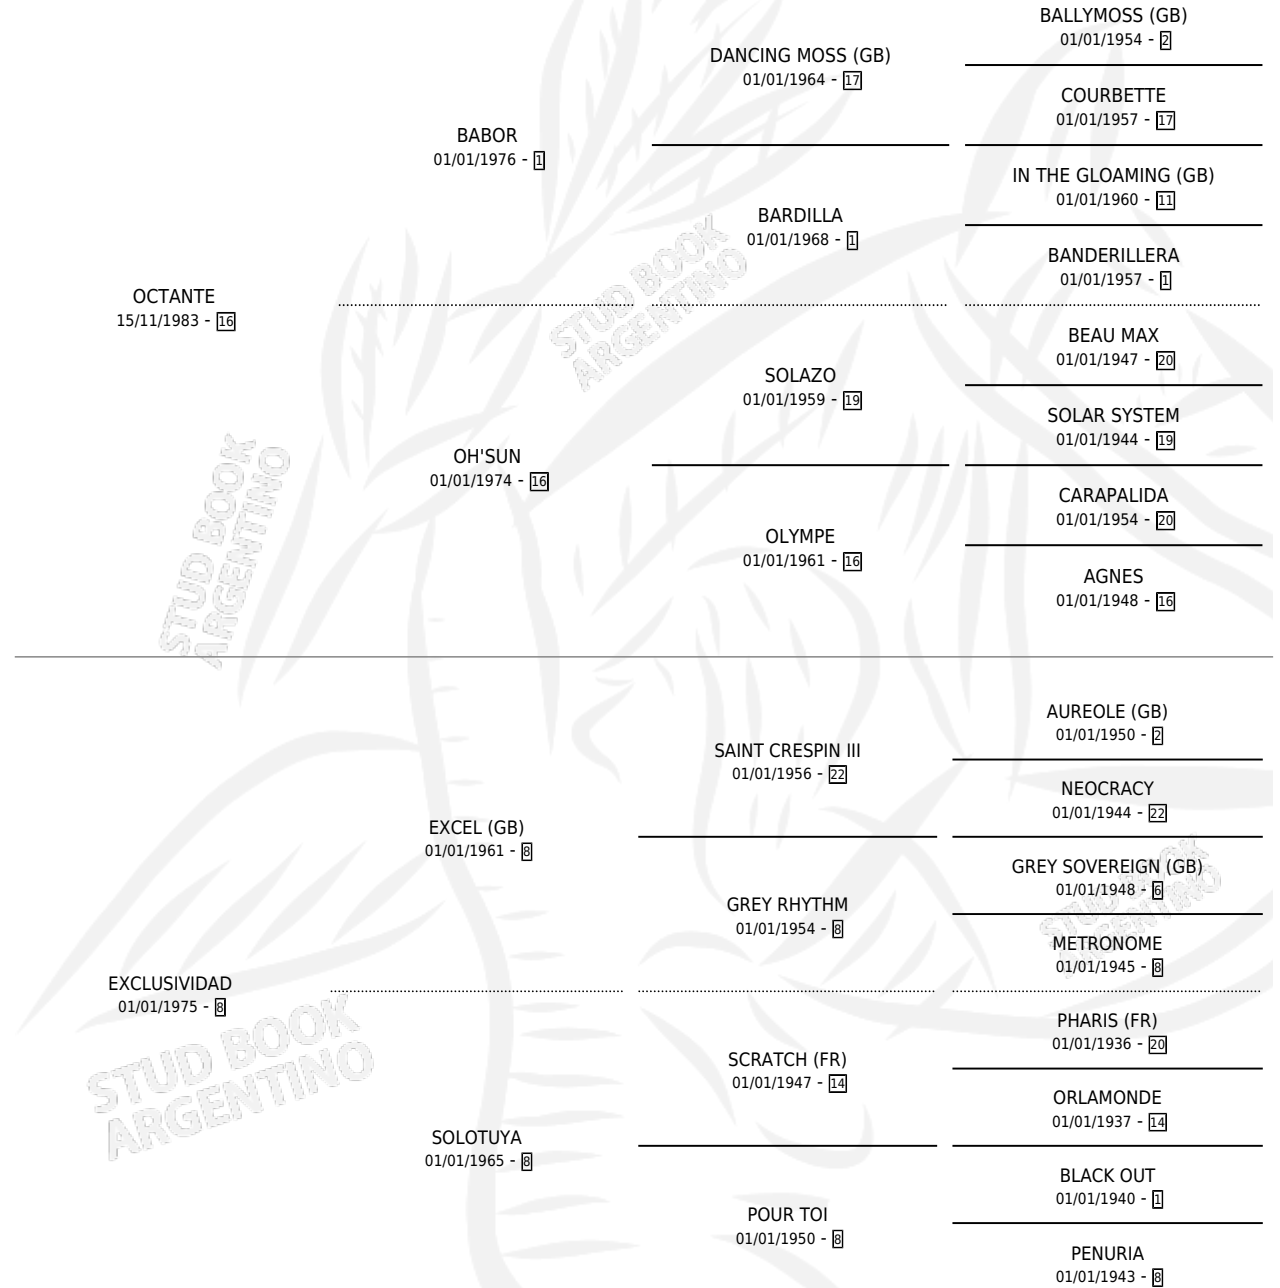 BALLYMOSS (GB)
01/01/1954 - 2
DANCING MOSS (GB)
01/01/1964 - 17
COURBETTE
01/01/1957 - 17
BABOR
01/01/1976 - 1
IN THE GLOAMING (GB)
01/01/1960 - 11
BARDILLA
01/01/1968 - 1
BANDERILLERA
01/01/1957 - 1
OCTANTE
15/11/1983 - 16
BEAU MAX
01/01/1947 - 20
SOLAZO
01/01/1959 - 19
SOLAR SYSTEM
01/01/1944 - 19
OH'SUN
01/01/1974 - 16
CARAPALIDA
01/01/1954 - 20
OLYMPE
01/01/1961 - 16
AGNES
01/01/1948 - 16
STUD BOOK
ARGENTINO
STUD BOOK
ARGENTINO
AUREOLE (GB)
01/01/1950 - 2
SAINT CRESPIN III
01/01/1956 - 22
NEOCRACY
01/01/1944 - 22
EXCEL (GB)
01/01/1961 - 8
GREY SOVEREIGN (GB)
01/01/1948 - 6
GREY RHYTHM
01/01/1954 - 8
METRONOME
01/01/1945 - 8
EXCLUSIVIDAD
01/01/1975 - 8
PHARIS (FR)
01/01/1936 - 20
SCRATCH (FR)
01/01/1947 - 14
ORLAMONDE
01/01/1937 - 14
SOLOTUYA
01/01/1965 - 8
BLACK OUT
01/01/1940 - 1
POUR TOI
01/01/1950 - 8
PENURIA
01/01/1943 - 8
STUD BOOK
ARGENTINO
STUD BOOK
ARGENTINO